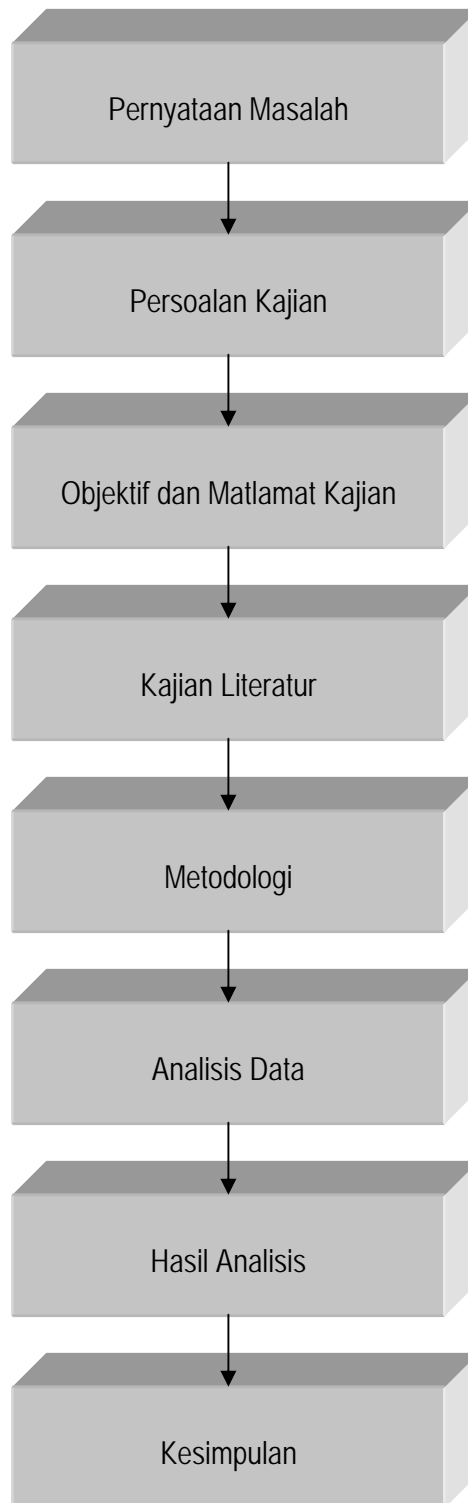 Pernyataan Masalah
Persoalan Kajian
Objektif dan Matlamat Kajian
Kajian Literatur
Metodologi
Analisis Data
Hasil Analisis
Kesimpulan